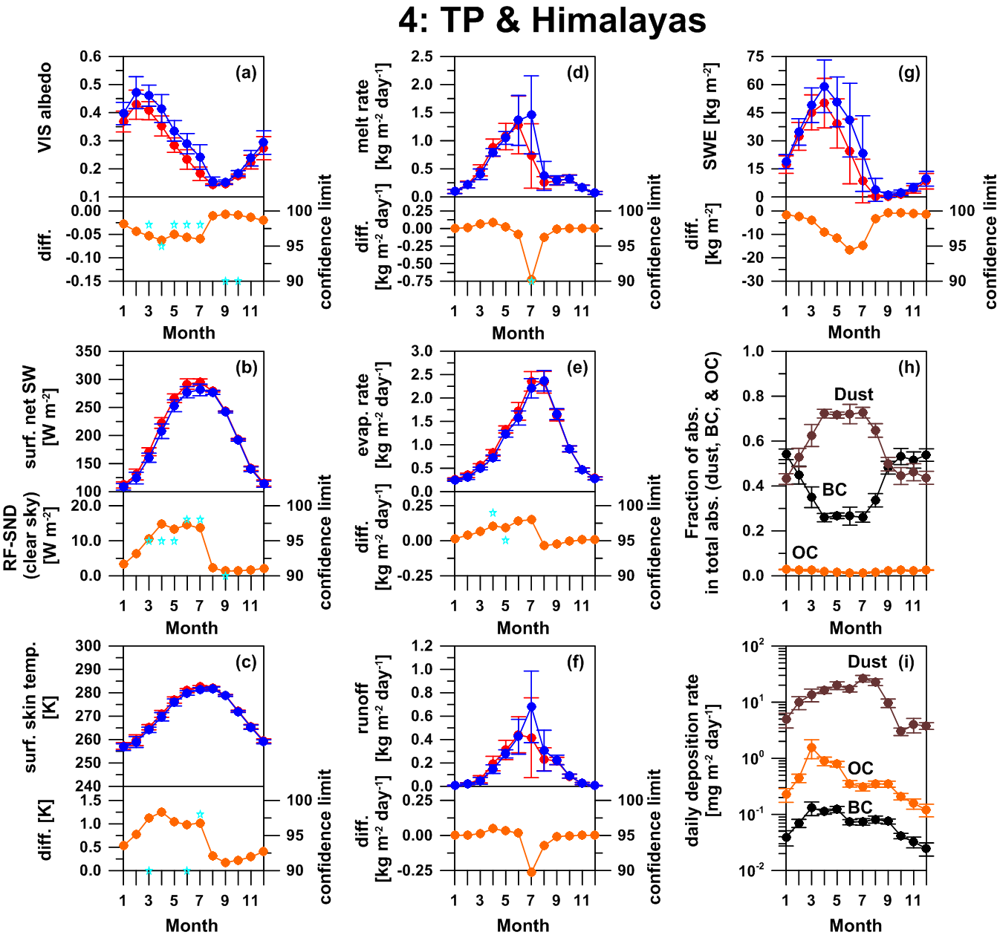 4: TP & Himalayas
(a)
VIS albedo
0.6
0.5
0.4
0.3
0.2
0.1
diff.
0.00
-0.05
-0.10
-0.15
100
95
90
confidence limit
1 3 5 7 9 11
Month
(d)
melt rate
[kg m-2 day-1]
2.5
2.0
1.5
1.0
0.5
0.0
diff.
[kg m-2 day-1]
0.25
0.00
-0.25
-0.50
-0.75
100
95
90
confidence limit
1 3 5 7 9 11
Month
(g)
SWE [kg m-2]
75
60
45
30
15
0
diff.
[kg m-2]
0
-10
-20
-30
100
95
90
confidence limit
1 3 5 7 9 11
Month
(b)
surf. net SW
[W m-2]
350
300
250
200
150
100
RF-SND
(clear sky)
[W m-2]
20.0
10.0
0.0
100
95
90
confidence limit
1 3 5 7 9 11
Month
(e)
evap. rate
[kg m-2 day-1]
3.0
2.5
2.0
1.5
1.0
0.5
0.0
diff.
[kg m-2 day-1]
0.25
0.00
-0.25
100
95
90
confidence limit
1 3 5 7 9 11
Month
(h)
Fraction of abs.
in total abs. (dust, BC, & OC)
1.0
0.8
0.6
0.4
0.2
0.0
Dust
BC
OC
1 3 5 7 9 11
Month
(c)
surf. skin temp.
[K]
300
290
280
270
260
250
240
diff. [K]
1.5
1.0
0.5
0.0
100
95
90
confidence limit
1 3 5 7 9 11
Month
(f)
runoff
[kg m-2 day-1]
1.2
1.0
0.8
0.6
0.4
0.2
0.0
diff.
[kg m-2 day-1]
0.25
0.00
-0.25
100
95
90
confidence limit
1 3 5 7 9 11
Month
Dust (i)
daily deposition rate
[mg m-2 day-1]
102
101
100
10-1
10-2
OC
BC
1 3 5 7 9 11
Month